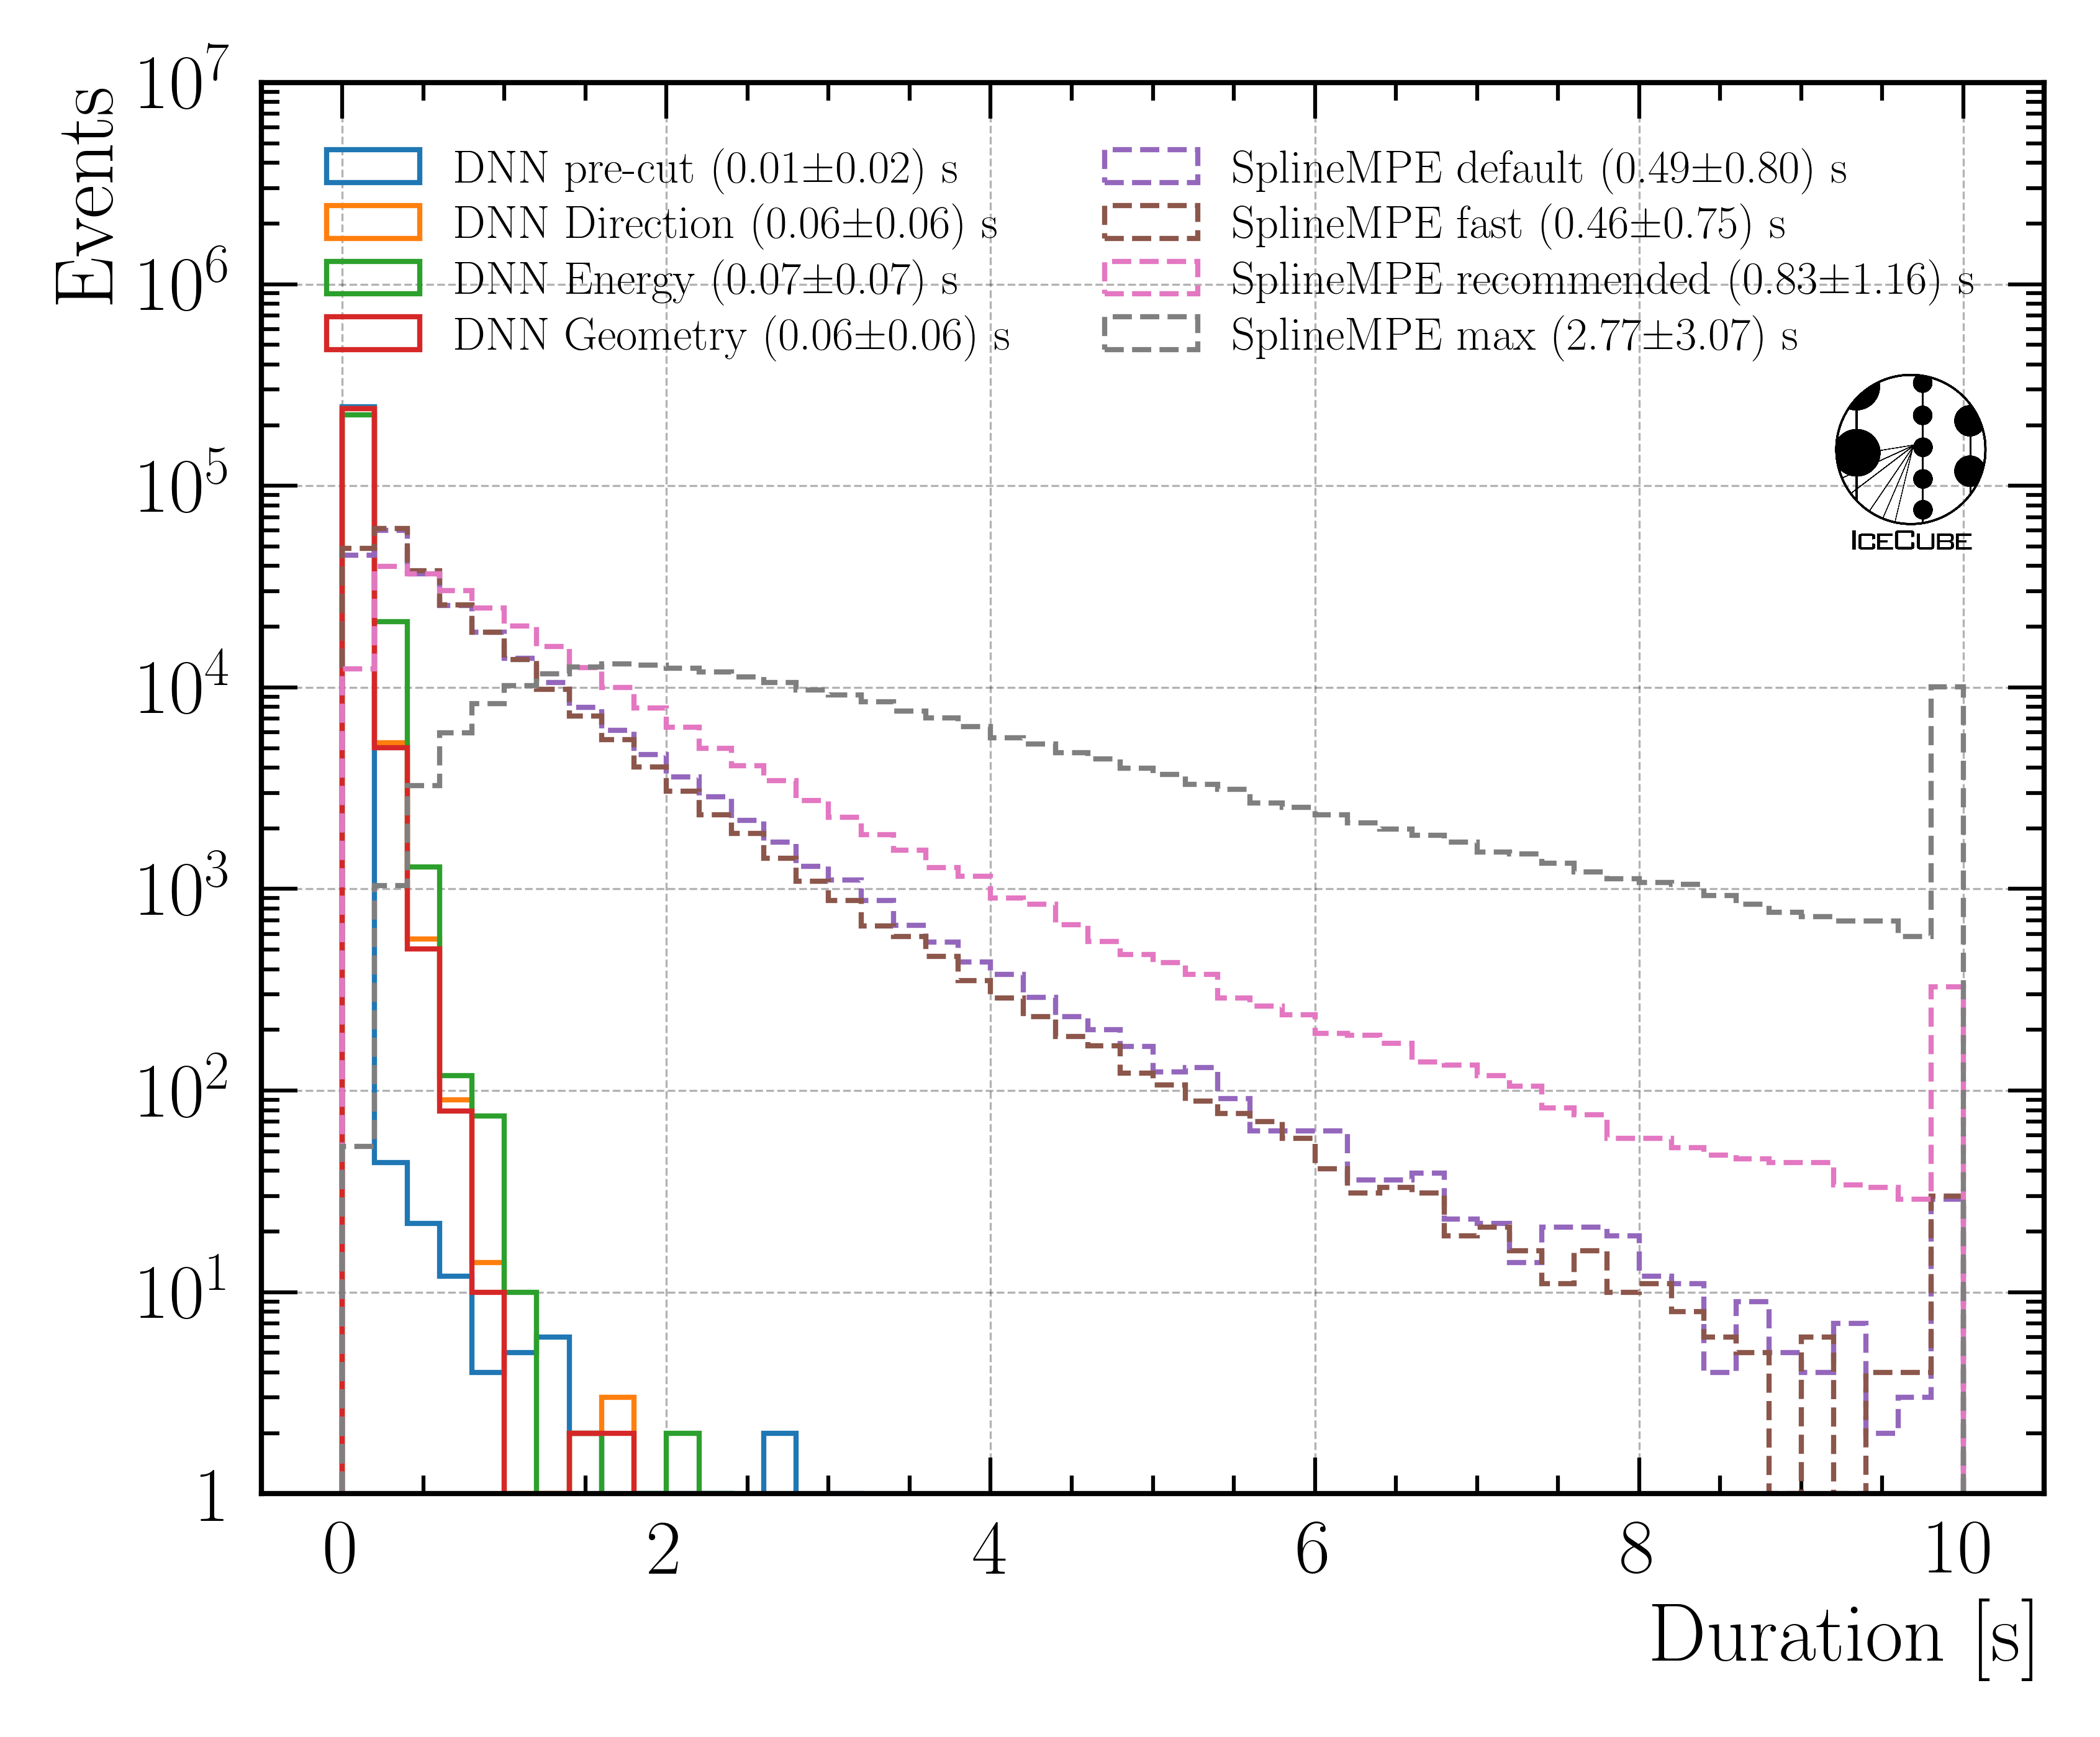 Events
10^7
10^6
10^5
10^4
10^3
10^2
10^1
1
DNN pre-cut (0.01±0.02) s
DNN Direction (0.06±0.06) s
DNN Energy (0.07±0.07) s
DNN Geometry (0.06±0.06) s
SplineMPE default (0.49±0.80) s
SplineMPE fast (0.46±0.75) s
SplineMPE recommended (0.83±1.16) s
SplineMPE max (2.77±3.07) s
ICECUBE
0 2 4 6 8 10
Duration [s]